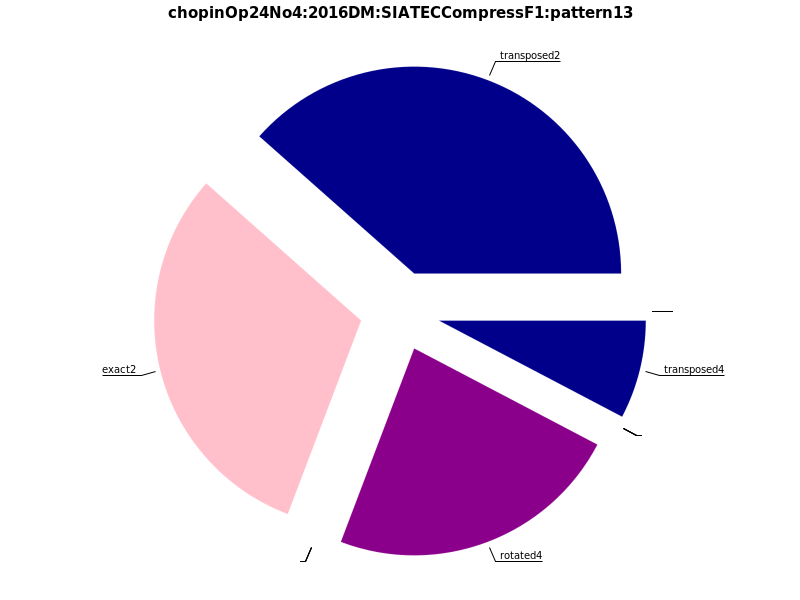 chopinOp24No4:2016DM:SIATECCompressF1:pattern13
transposed2
exact2
transposed4
rotated4